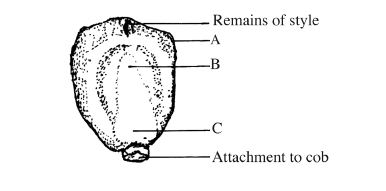 Remains of style
A
B
C
Attachment to cob